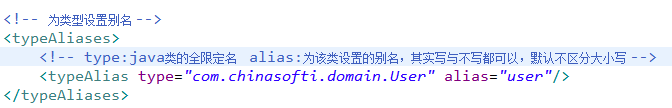 <!-- 为类型设置别名 -->
<typeAliases>
<!-- type:java类的全限定名 alias:为该类设置的别名，其实写与不写都可以，默认不区分大小写 -->
<typeAlias type="com.chinasofti.domain.User" alias="user"/>
</typeAliases>